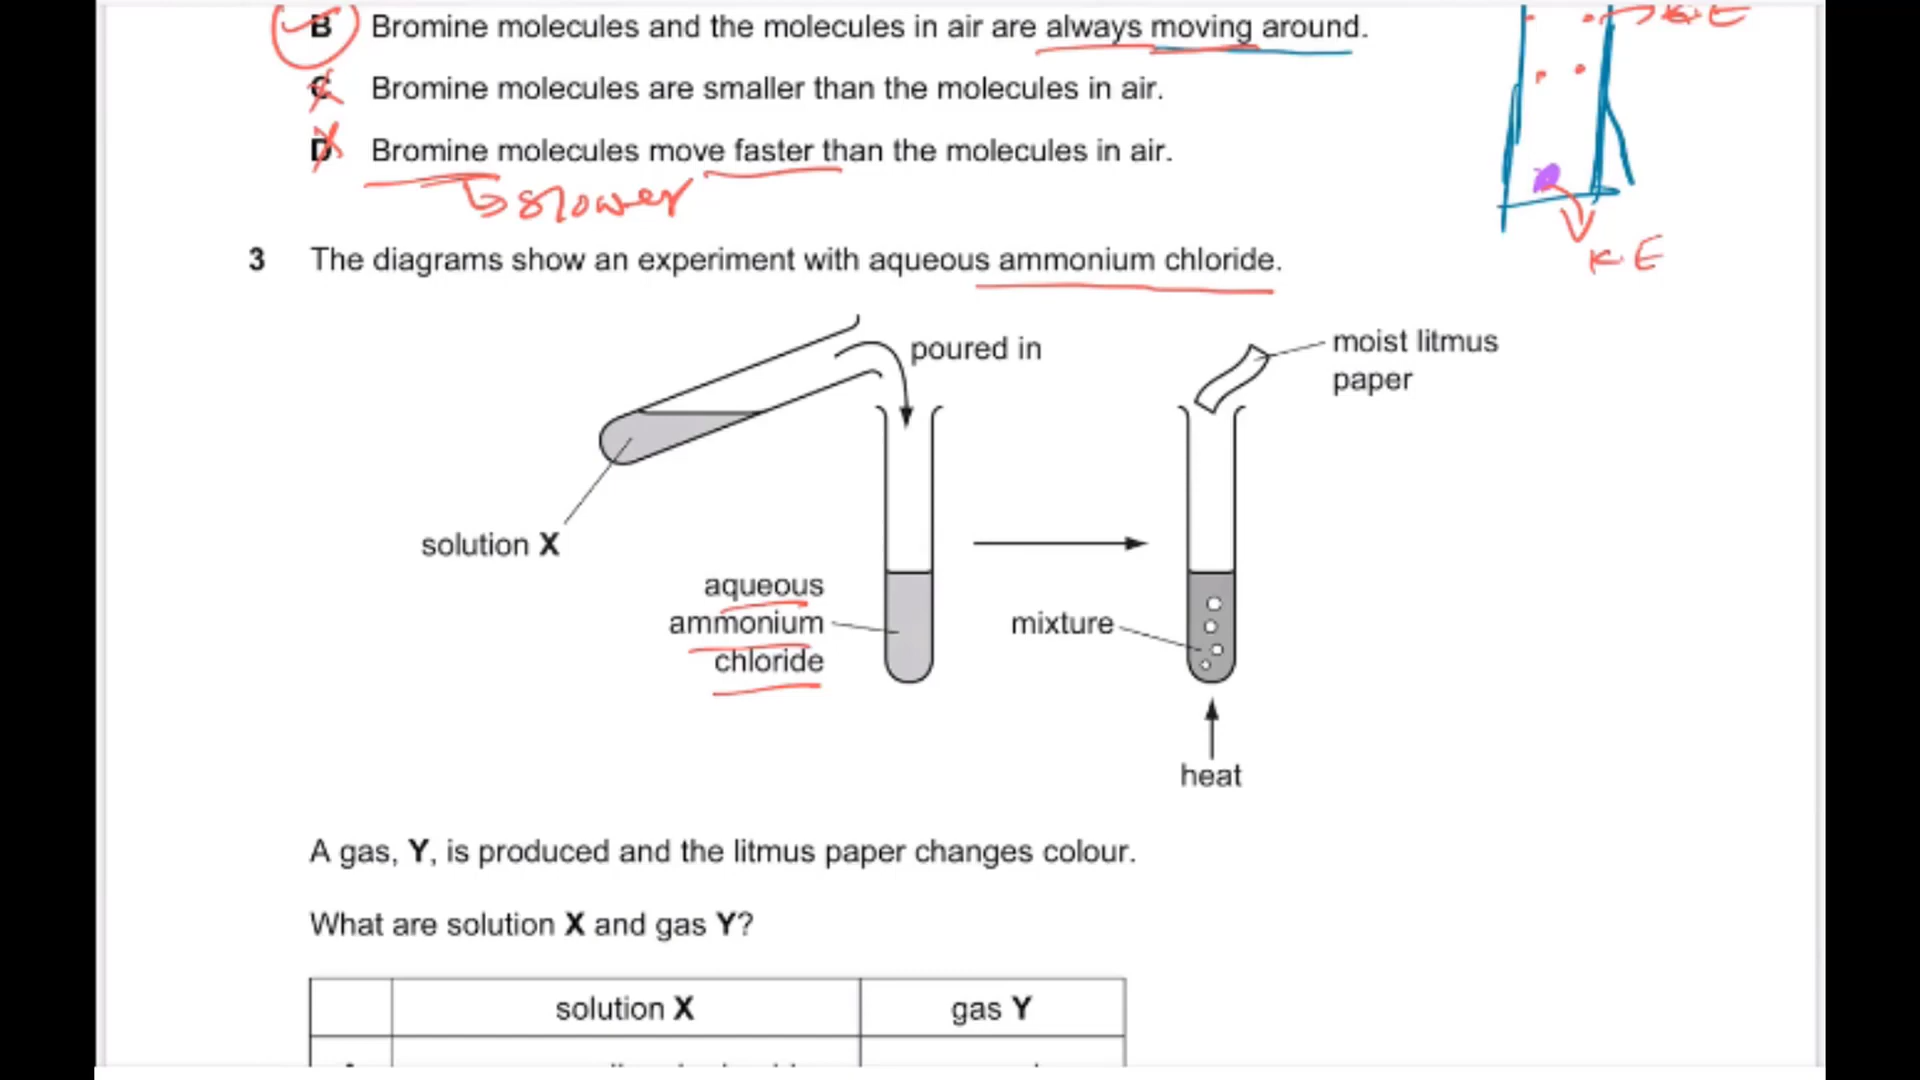 B Bromine molecules and the molecules in air are always moving around.
C Bromine molecules are smaller than the molecules in air.
D Bromine molecules move faster than the molecules in air.
slower
K.E
K.E
3 The diagrams show an experiment with aqueous ammonium chloride.
poured in
moist litmus
paper
solution X
aqueous
ammonium
chloride
mixture
heat
A gas, Y, is produced and the litmus paper changes colour.
What are solution X and gas Y?
solution X gas Y